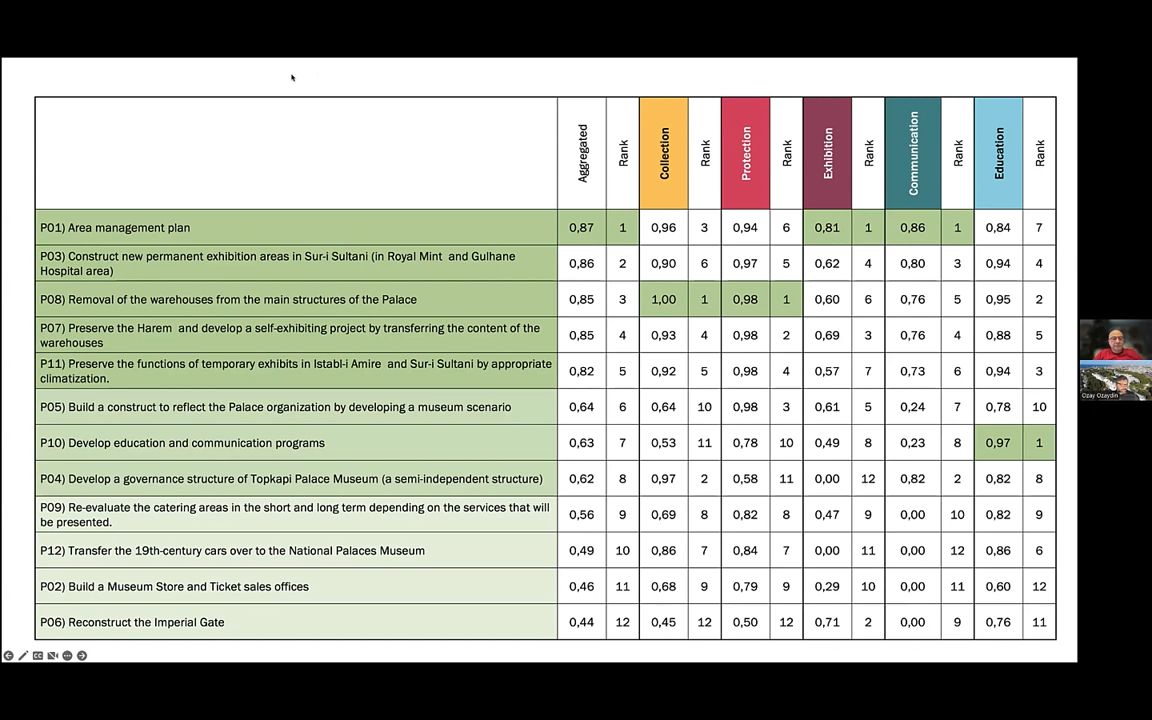 Aggregated Rank Collection Rank Protection Rank Exhibition Rank Communication Rank Education Rank
P01) Area management plan 0,87 1 0,96 3 0,94 6 0,81 1 0,86 1 0,84 7
P03) Construct new permanent exhibition areas in Sur-i Sultani (in Royal Mint and Gulhane
Hospital area) 0,86 2 0,90 6 0,97 5 0,62 4 0,80 3 0,94 4
P08) Removal of the warehouses from the main structures of the Palace 0,85 3 1,00 1 0,98 1 0,60 6 0,76 5 0,95 2
P07) Preserve the Harem and develop a self-exhibiting project by transferring the content of the
warehouses 0,85 4 0,93 4 0,98 2 0,69 3 0,76 4 0,88 5
P11) Preserve the functions of temporary exhibits in Istabl-i Amire and Sur-i Sultani by appropriate
climatization. 0,82 5 0,92 5 0,98 4 0,57 7 0,73 6 0,94 3
P05) Build a construct to reflect the Palace organization by developing a museum scenario 0,64 6 0,64 10 0,98 3 0,61 5 0,24 7 0,78 10
P10) Develop education and communication programs 0,63 7 0,53 11 0,78 10 0,49 8 0,23 8 0,97 1
P04) Develop a governance structure of Topkapi Palace Museum (a semi-independent structure) 0,62 8 0,97 2 0,58 11 0,00 12 0,82 2 0,82 8
P09) Re-evaluate the catering areas in the short and long term depending on the services that will
be presented. 0,56 9 0,69 8 0,82 8 0,47 9 0,00 10 0,82 9
P12) Transfer the 19th-century cars over to the National Palaces Museum 0,49 10 0,86 7 0,84 7 0,00 11 0,00 12 0,86 6
P02) Build a Museum Store and Ticket sales offices 0,46 11 0,68 9 0,79 9 0,29 10 0,00 11 0,60 12
P06) Reconstruct the Imperial Gate 0,44 12 0,45 12 0,50 12 0,71 2 0,00 9 0,76 11
Ozay Ozaydin